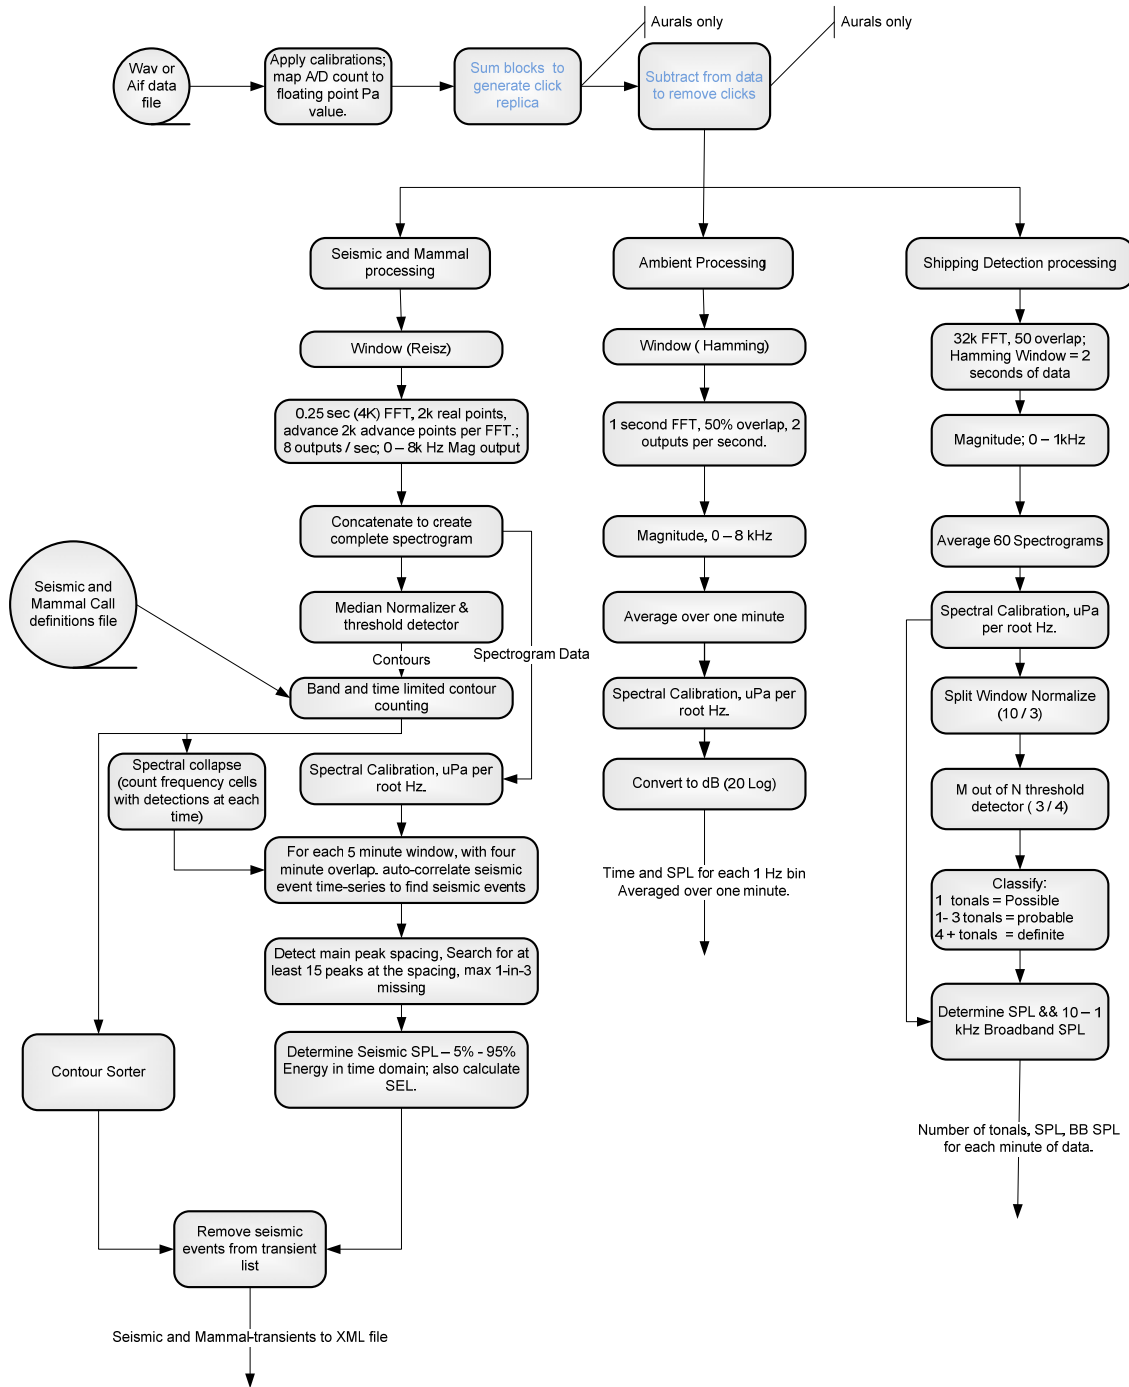 Aurals only
Aurals only
Wav or
Aif data
file
Apply calibrations;
map A/D count to
floating point Pa
value.
Sum blocks to
generate click
replica
Subtract from data
to remove clicks
Seismic and Mammal
processing
Ambient Processing
Shipping Detection processing
Window (Reisz)
Window ( Hamming)
32k FFT, 50 overlap;
Hamming Window = 2
seconds of data
0.25 sec (4K) FFT, 2k real points,
advance 2k advance points per FFT.;
8 outputs / sec; 0 – 8k Hz Mag output
1 second FFT, 50% overlap, 2
outputs per second.
Magnitude; 0 – 1kHz
Concatenate to create
complete spectrogram
Magnitude, 0 – 8 kHz
Average 60 Spectrograms
Seismic and
Mammal Call
definitions file
Median Normalizer &
threshold detector
Average over one minute
Spectral Calibration, uPa
per root Hz.
Contours
Spectrogram Data
Band and time limited contour
counting
Spectral Calibration, uPa per
root Hz.
Split Window Normalize
(10 / 3)
Spectral collapse
(count frequency cells
with detections at each
time)
Spectral Calibration, uPa per
root Hz.
Convert to dB (20 Log)
M out of N threshold
detector ( 3 / 4)
For each 5 minute window, with four
minute overlap. auto-correlate seismic
event time-series to find seismic events
Time and SPL for each 1 Hz bin
Averaged over one minute.
Classify:
1 tonals = Possible
1- 3 tonals = probable
4 + tonals = definite
Detect main peak spacing, Search for at
least 15 peaks at the spacing, max 1-in-3
missing
Determine SPL && 10 – 1
kHz Broadband SPL
Contour Sorter
Determine Seismic SPL – 5% - 95%
Energy in time domain; also calculate
SEL.
Number of tonals, SPL, BB SPL
for each minute of data.
Remove seismic
events from transient
list
Seismic and Mammal transients to XML file